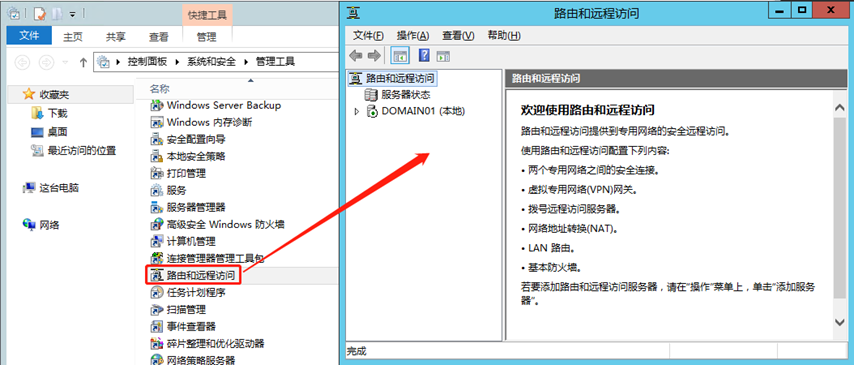 快捷工具
文件
主页
共享
查看
管理
控制面板
系统和安全
管理工具
收藏夹
下载
桌面
最近访问的位置
这台电脑
网络
名称
Windows Server Backup
Windows 内存诊断
安全配置向导
本地安全策略
打印管理
服务
服务器管理器
高级安全 Windows 防火墙
计算机管理
连接管理器管理工具包
路由和远程访问
任务计划程序
扫描管理
事件查看器
碎片整理和优化驱动器
网络策略服务器
路由和远程访问
文件(F) 操作(A) 查看(V) 帮助(H)
路由和远程访问
服务器状态
DOMAIN01 (本地)
路由和远程访问
欢迎使用路由和远程访问
路由和远程访问提供到专用网络的安全远程访问。
使用路由和远程访问配置下列内容:
• 两个专用网络之间的安全连接。
• 虚拟专用网络(VPN)网关。
• 拨号远程访问服务器。
• 网络地址转换(NAT)。
• LAN 路由。
• 基本防火墙。
若要添加路由和远程访问服务器，请在"操作"菜单上，单击"添加服务
器"。
完成